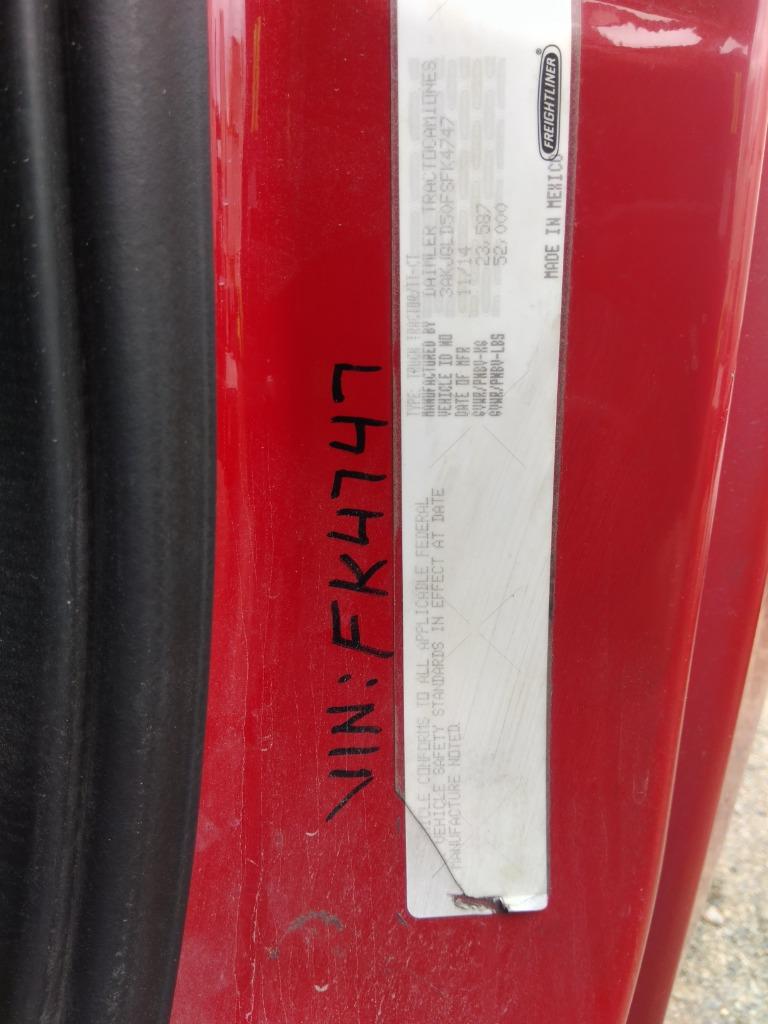 FREIGHTLINER®
MADE IN MEXICO
TYPE: TRUCK TRACTOR/TT-CT
MANUFACTURED BY DAIMLER TRACTOCAMIONES
VEHICLE ID NO 3AKJGLD50FSFK4747
DATE OF MFR 11/14
GVWR/PNBV-KG 23,587
GVWR/PNBV-LBS 52,000
CONFORMS TO ALL APPLICABLE FEDERAL
VEHICLE SAFETY STANDARDS IN EFFECT AT DATE
MANUFACTURE NOTED.
VIN: FK4747